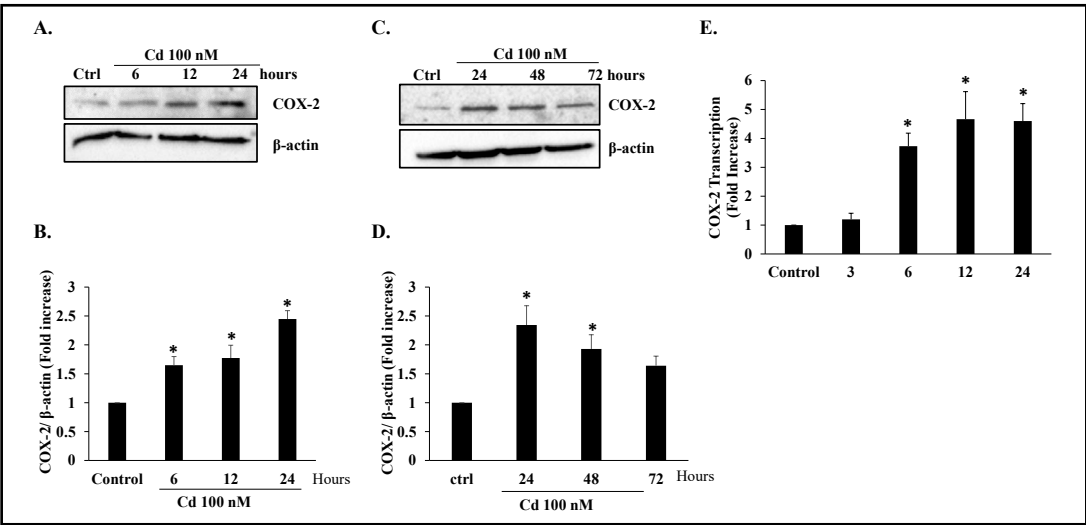 A.
Cd 100 nM
Ctrl 6 12 24 hours
COX-2
β-actin
B.
COX-2/ β-actin (Fold increase)
3
2.5
2
1.5
1
0.5
0
* * *
Control 6 12 24 Hours
Cd 100 nM
C.
Cd 100 nM
Ctrl 24 48 72 hours
COX-2
β-actin
D.
COX-2/ β-actin (Fold increase)
3
2.5
2
1.5
1
0.5
0
* *
ctrl 24 48 72 Hours
Cd 100 nM
E.
COX-2 Transcription
(Fold Increase)
6
5
4
3
2
1
0
* * *
Control 3 6 12 24